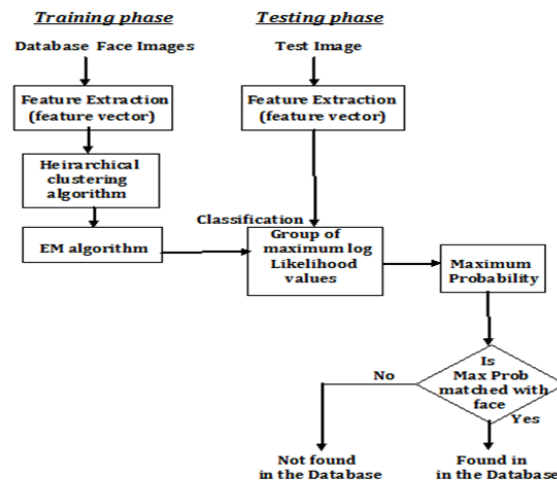 Training phase
Testing phase
Database Face Images
Test Image
Feature Extraction
(feature vector)
Feature Extraction
(feature vector)
Heirarchical
clustering
algorithm
Classification
EM algorithm
Group of
maximum log
Likelihood
values
Maximum
Probability
Is
Max Prob
matched with
face
No
Yes
Not found
in the Database
Found in
in the Database